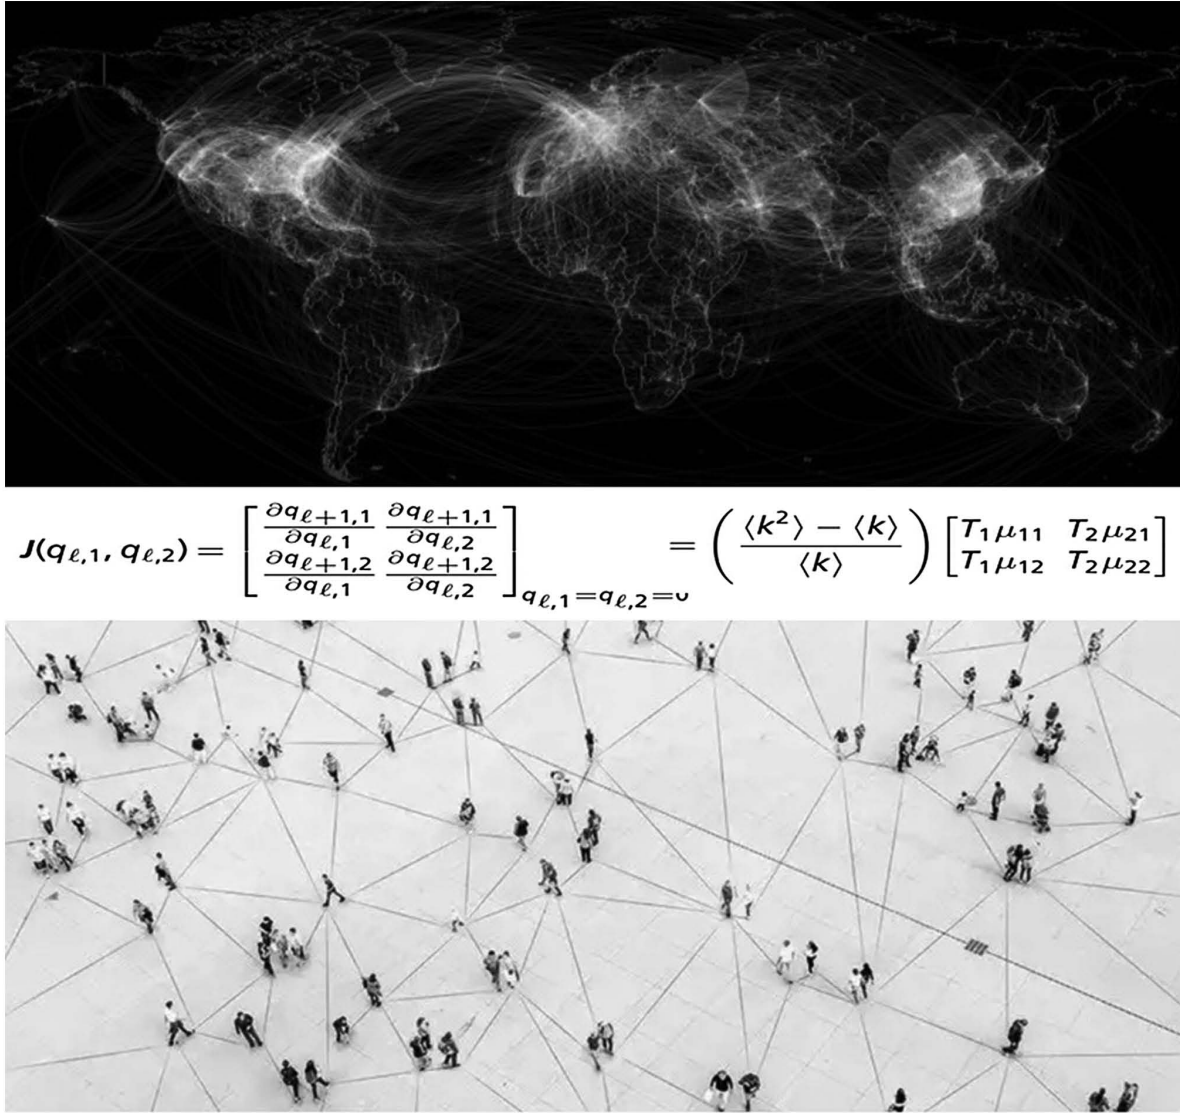 J(qℓ,1, qℓ,2) = [ ∂qℓ+1,1/∂qℓ,1 ∂qℓ+1,1/∂qℓ,2 ; ∂qℓ+1,2/∂qℓ,1 ∂qℓ+1,2/∂qℓ,2 ]qℓ,1=qℓ,2=0 = ( ⟨k²⟩ − ⟨k⟩ / ⟨k⟩ ) [ T₁μ₁₁ T₂μ₂₁ ; T₁μ₁₂ T₂μ₂₂ ]